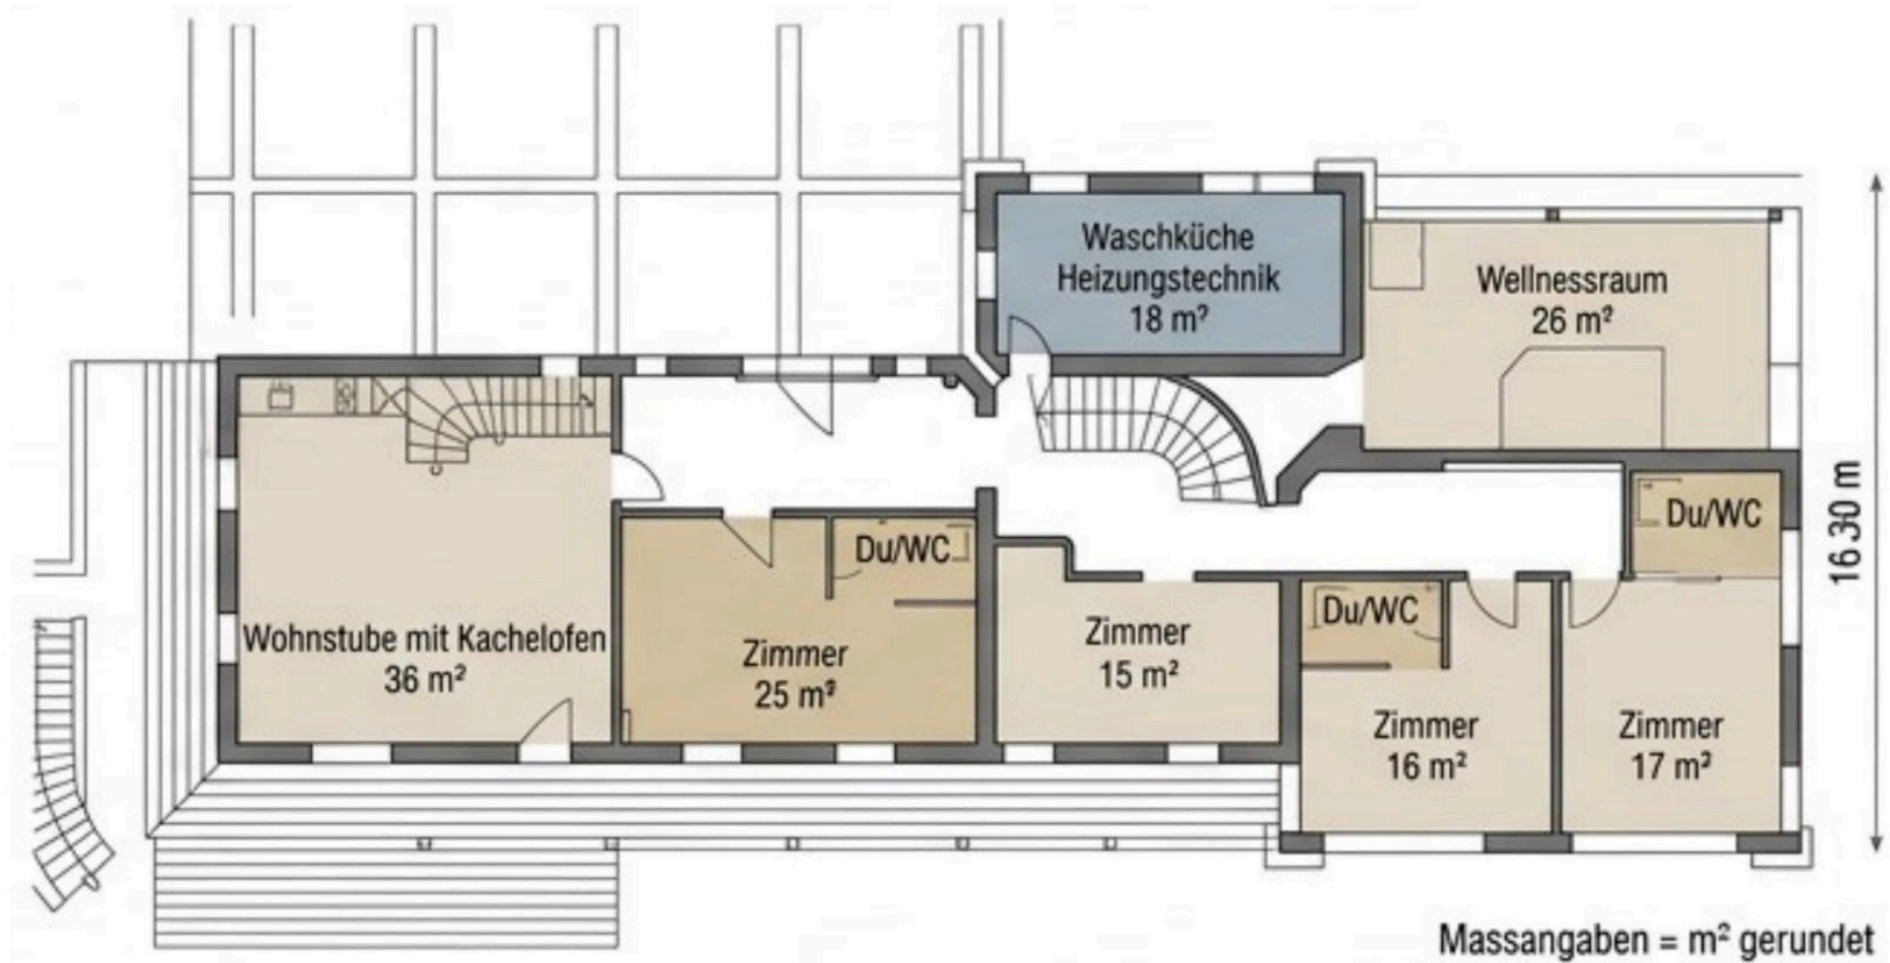 Waschküche
Heizungstechnik
18 m²
Wellnessraum
26 m²
Du/WC
Du/WC
Wohnstube mit Kachelofen
36 m²
Zimmer
25 m²
Zimmer
15 m²
Du/WC
Zimmer
16 m²
Zimmer
17 m²
16.30 m
Massangaben = m² gerundet